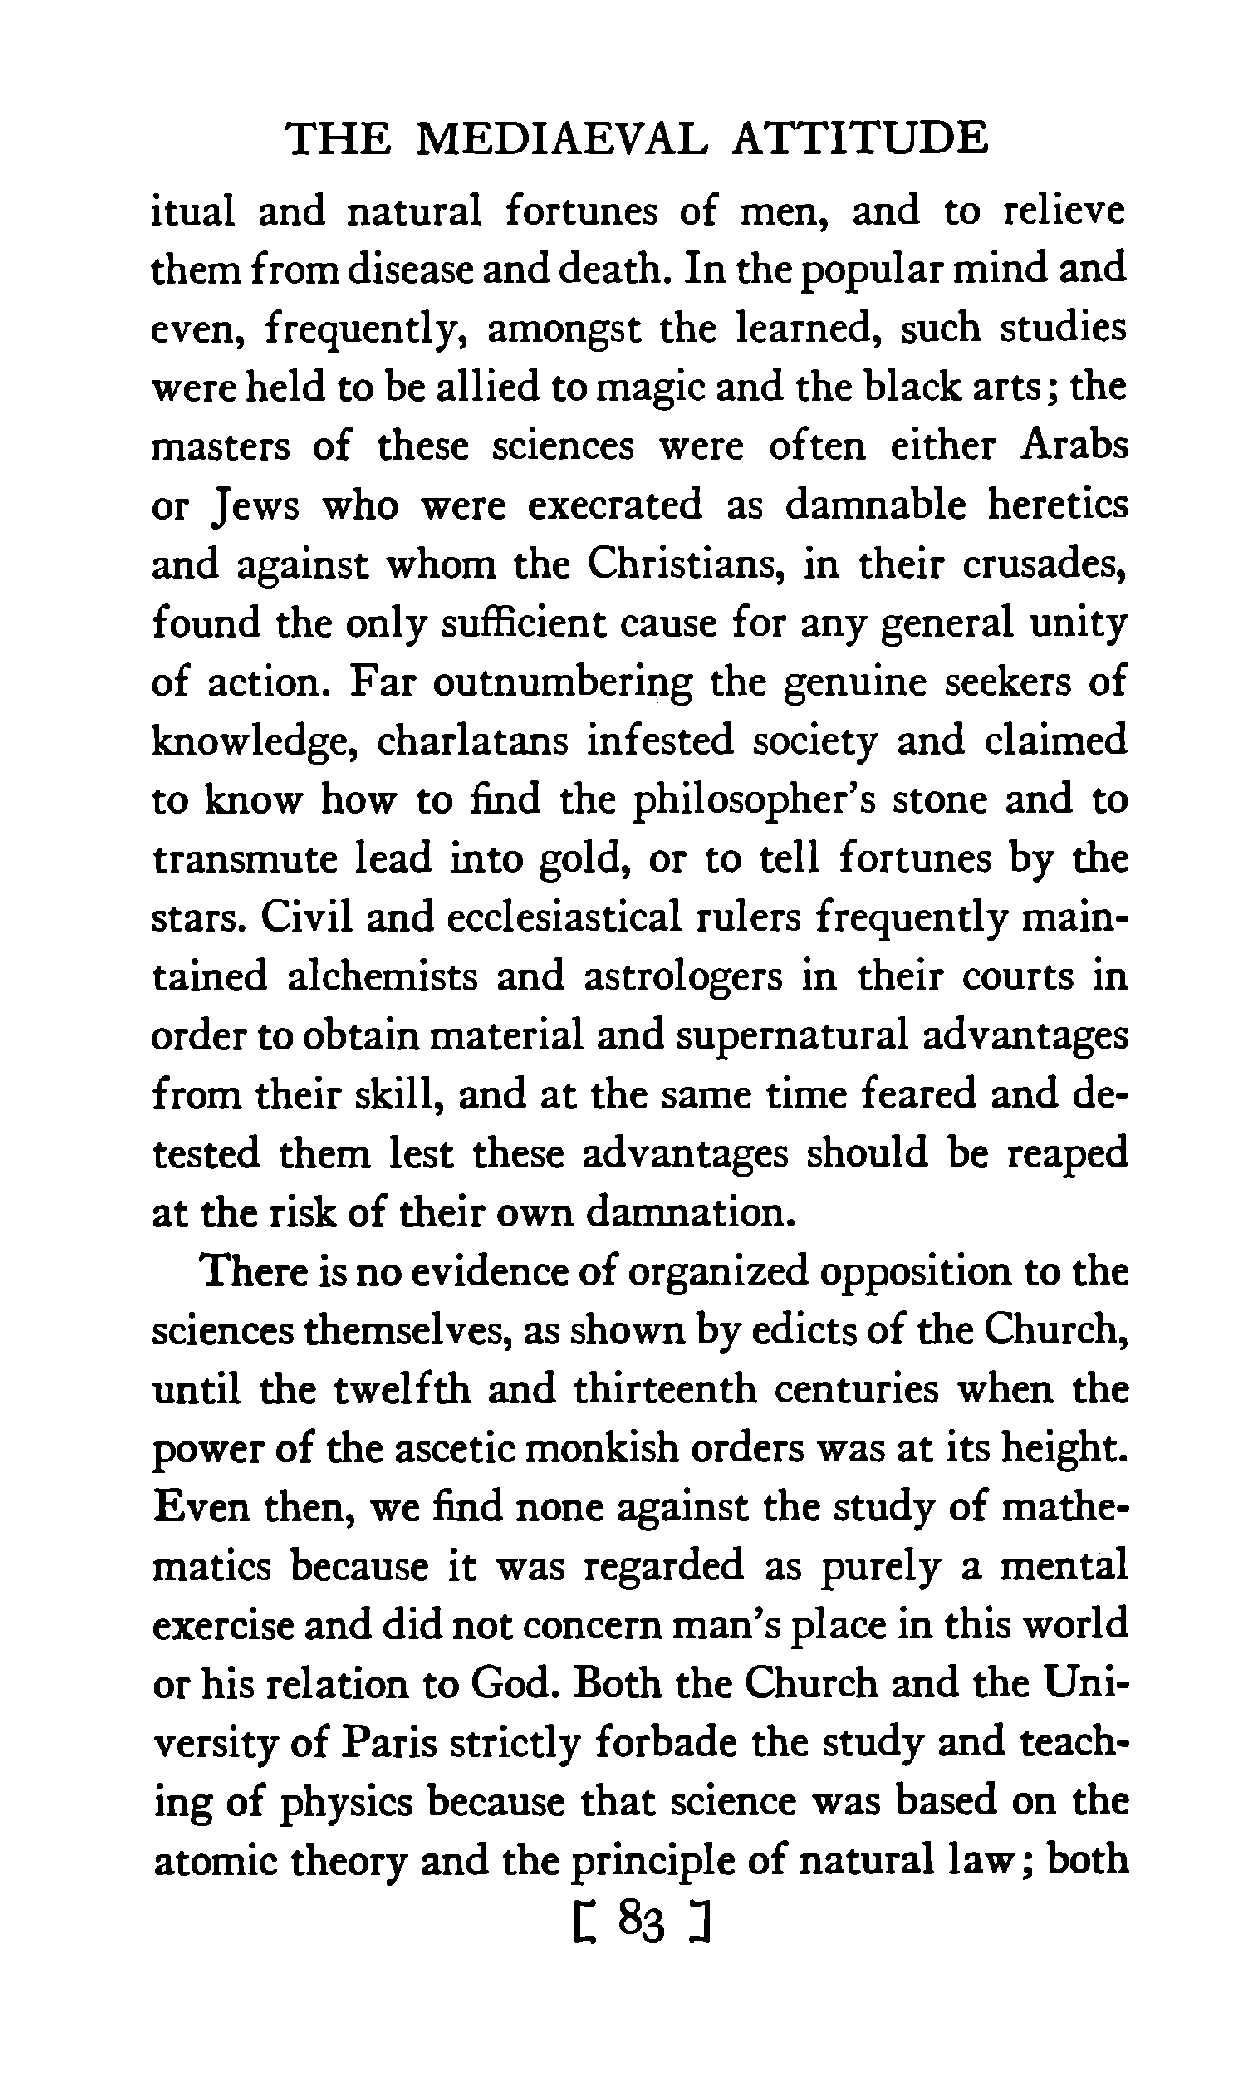 THE MEDIAEVAL ATTITUDE
itual and natural fortunes of men, and to relieve
them from disease and death. In the popular mind and
even, frequently, amongst the learned, such studies
were held to be allied to magic and the black arts; the
masters of these sciences were often either Arabs
or Jews who were execrated as damnable heretics
and against whom the Christians, in their crusades,
found the only sufficient cause for any general unity
of action. Far outnumbering the genuine seekers of
knowledge, charlatans infested society and claimed
to know how to find the philosopher's stone and to
transmute lead into gold, or to tell fortunes by the
stars. Civil and ecclesiastical rulers frequently main-
tained alchemists and astrologers in their courts in
order to obtain material and supernatural advantages
from their skill, and at the same time feared and de-
tested them lest these advantages should be reaped
at the risk of their own damnation.
There is no evidence of organized opposition to the
sciences themselves, as shown by edicts of the Church,
until the twelfth and thirteenth centuries when the
power of the ascetic monkish orders was at its height.
Even then, we find none against the study of mathe-
matics because it was regarded as purely a mental
exercise and did not concern man's place in this world
or his relation to God. Both the Church and the Uni-
versity of Paris strictly forbade the study and teach-
ing of physics because that science was based on the
atomic theory and the principle of natural law; both
[ 83 ]